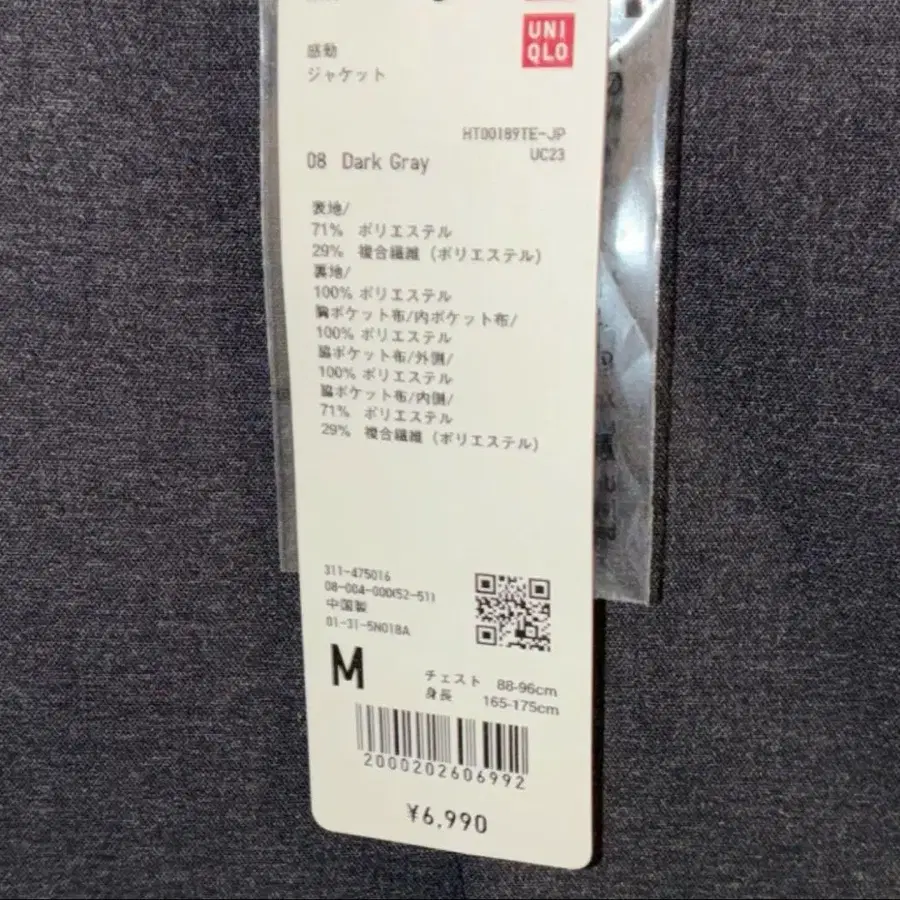 UNI
QLO
感動
ジャケット
HT00189TE-JP
UC23
08 Dark Gray
表地/
71% ポリエステル
29% 複合繊維(ポリエステル)
裏地/
100% ポリエステル
胸ポケット布/内ポケット布/
100% ポリエステル
脇ポケット布/外側/
100% ポリエステル
脇ポケット布/内側/
71% ポリエステル
29% 複合繊維(ポリエステル)
311-475016
08-004-000(52-51)
中国製
01-31-5N018A
M
チェスト 88-96cm
身長 165-175cm
2000202606992
¥6,990